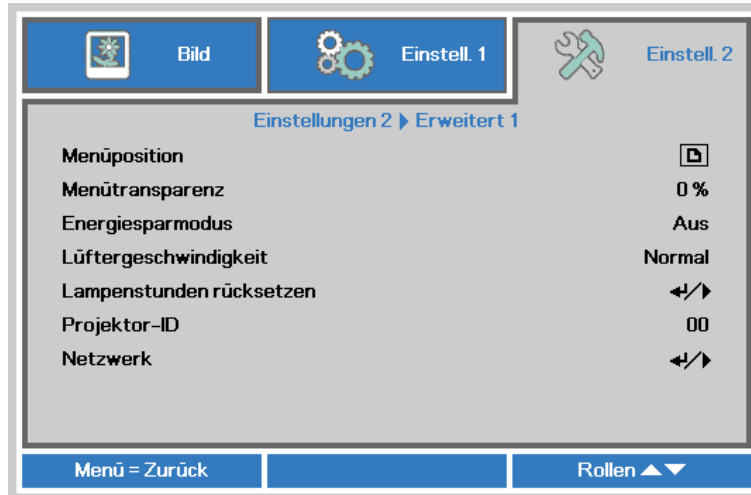 Bild
Einstell. 1
Einstell. 2
Einstellungen 2 ▶ Erweitert 1
Menüposition
Menütransparenz 0 %
Energiesparmodus Aus
Lüftergeschwindigkeit Normal
Lampenstunden rücksetzen ↵/▶
Projektor-ID 00
Netzwerk ↵/▶
Menü = Zurück
Rollen ▲▼